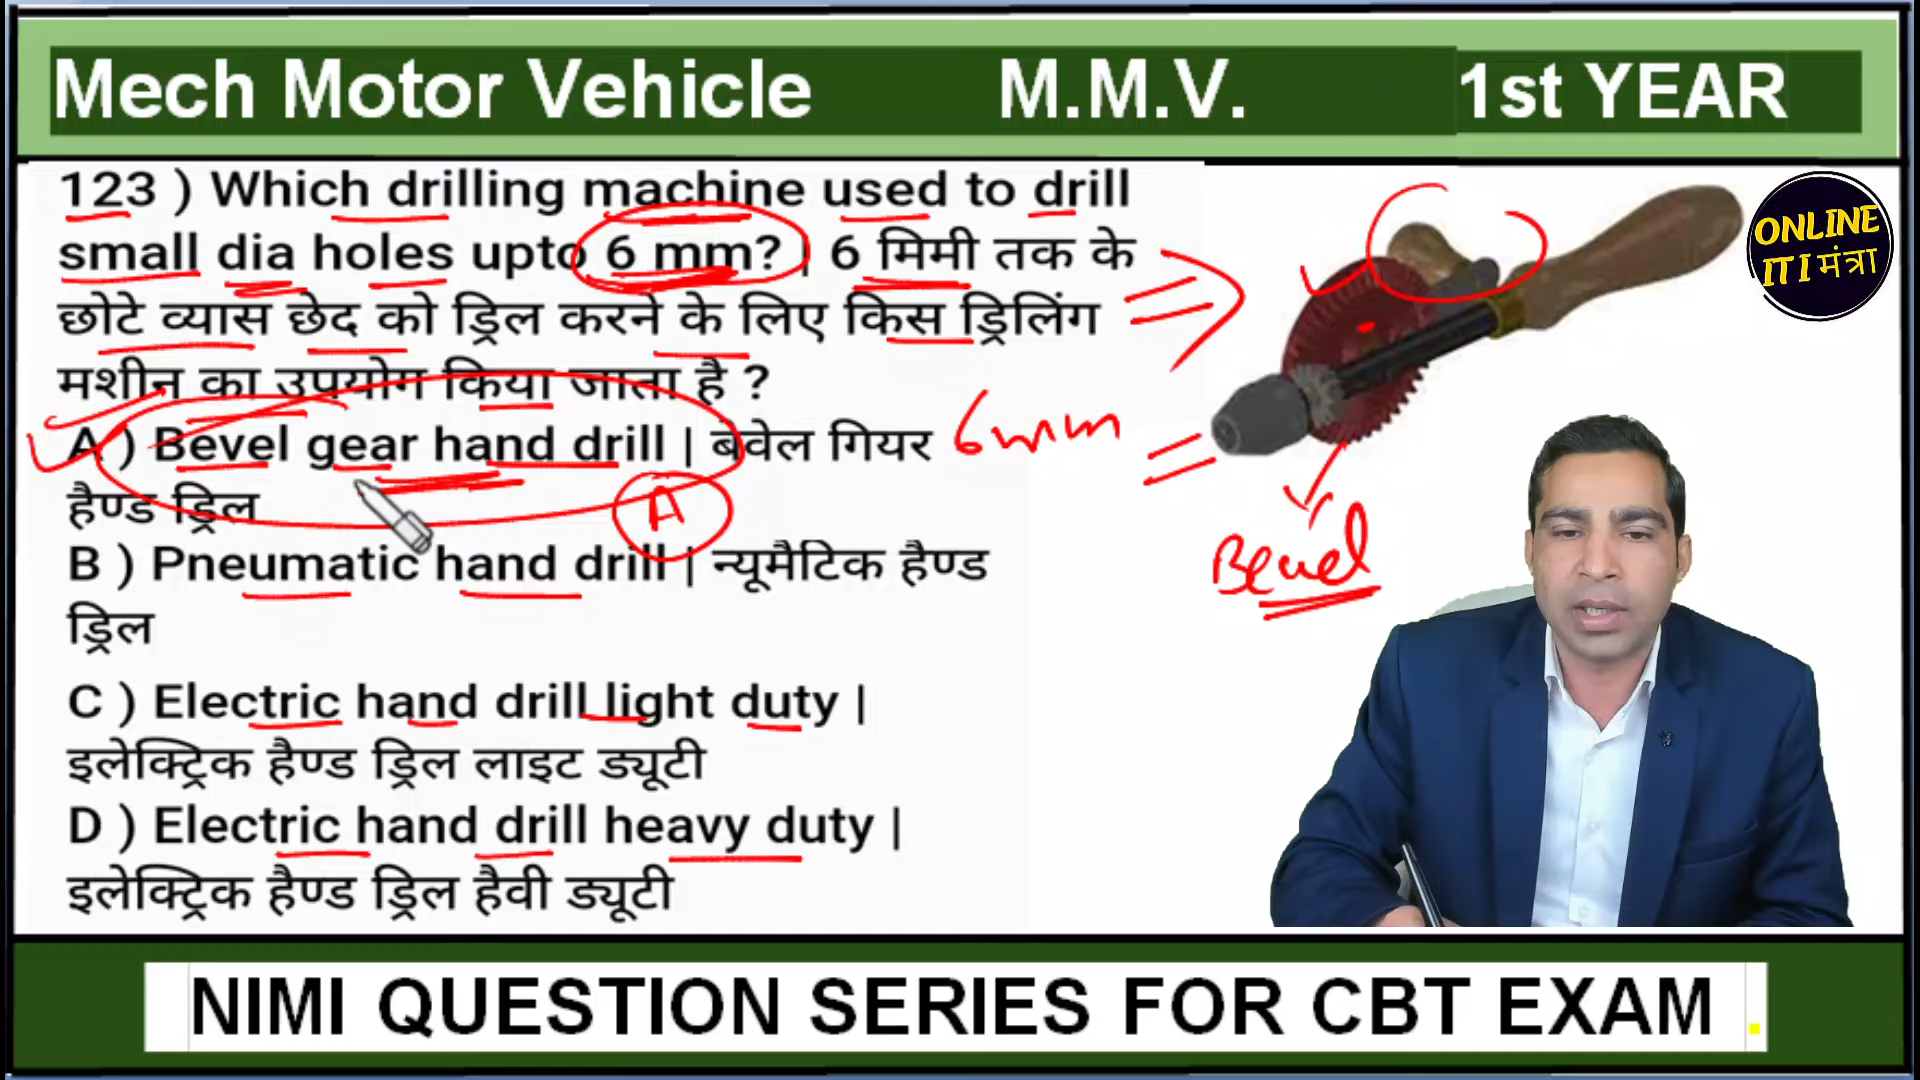 Mech Motor Vehicle M.M.V. 1st YEAR
123 ) Which drilling machine used to drill
small dia holes upto 6 mm? | 6 मिमी तक के
छोटे व्यास छेद को ड्रिल करने के लिए किस ड्रिलिंग
मशीन का उपयोग किया जाता है ?
A ) Bevel gear hand drill | बेवेल गियर
हैण्ड ड्रिल
B ) Pneumatic hand drill | न्यूमैटिक हैण्ड
ड्रिल
C ) Electric hand drill light duty |
इलेक्ट्रिक हैण्ड ड्रिल लाइट ड्यूटी
D ) Electric hand drill heavy duty |
इलेक्ट्रिक हैण्ड ड्रिल हैवी ड्यूटी
6mm
A
Bevel
ONLINE
ITI मंत्रा
NIMI QUESTION SERIES FOR CBT EXAM .